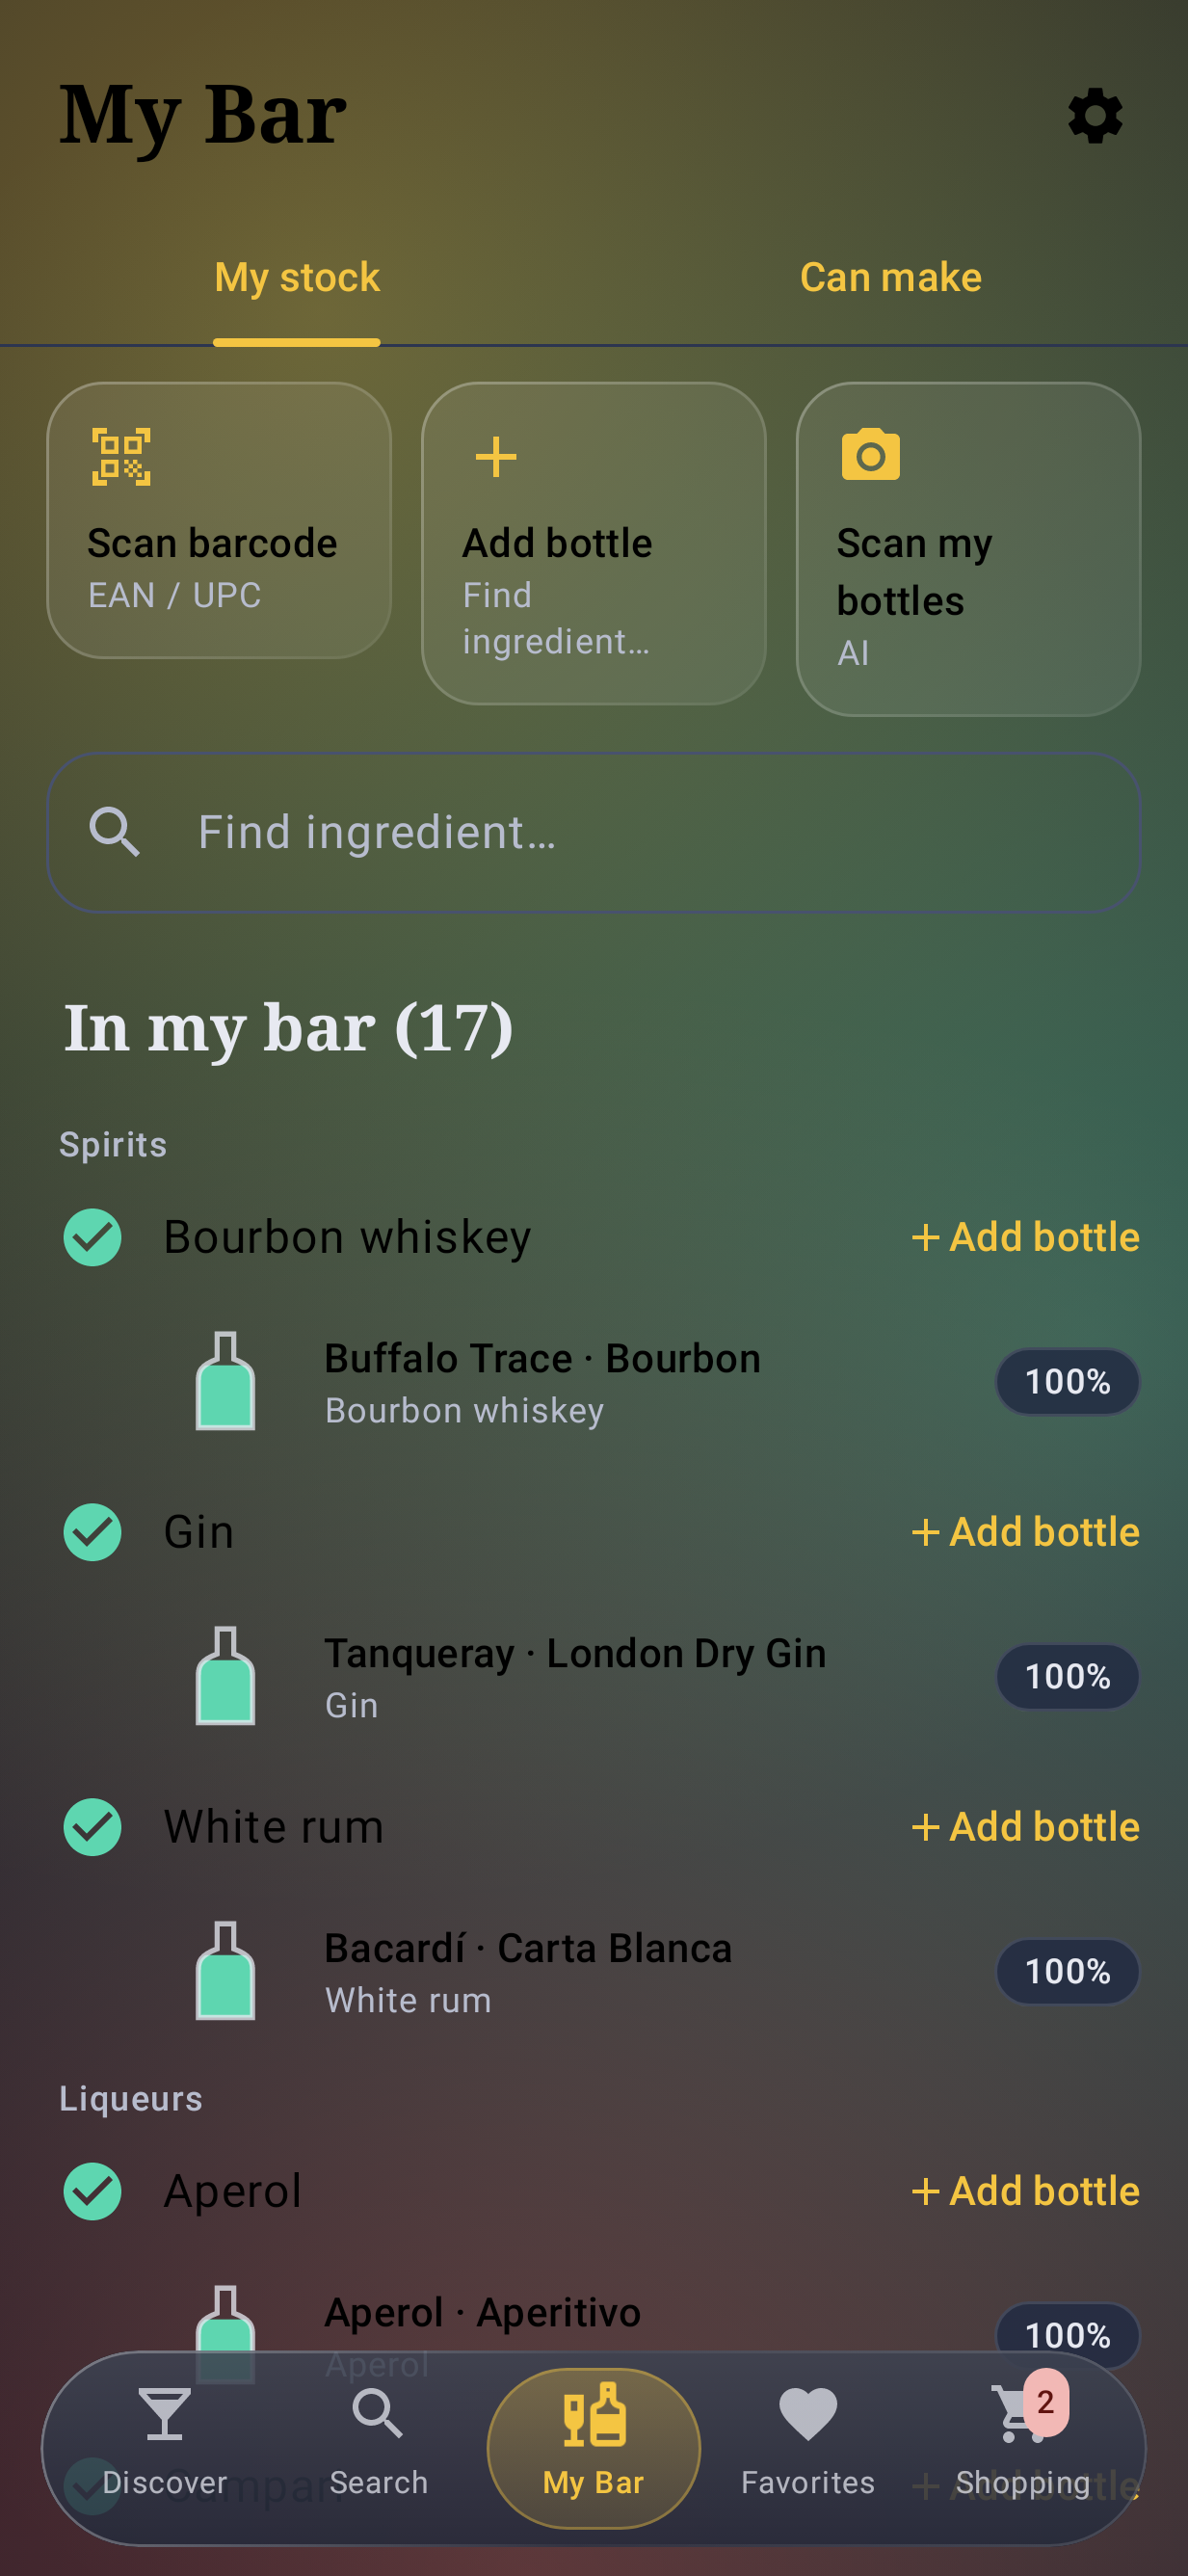 My Bar
My stock
Can make
Scan barcode
EAN / UPC
Add bottle
Find
ingredient…
Scan my
bottles
AI
Find ingredient…
In my bar (17)
Spirits
Bourbon whiskey
+ Add bottle
Buffalo Trace · Bourbon
Bourbon whiskey
100%
Gin
+ Add bottle
Tanqueray · London Dry Gin
Gin
100%
White rum
+ Add bottle
Bacardí · Carta Blanca
White rum
100%
Liqueurs
Aperol
+ Add bottle
Aperol · Aperitivo
Aperol
100%
+ Add bottle
2
Discover
Search
My Bar
Favorites
Shopping